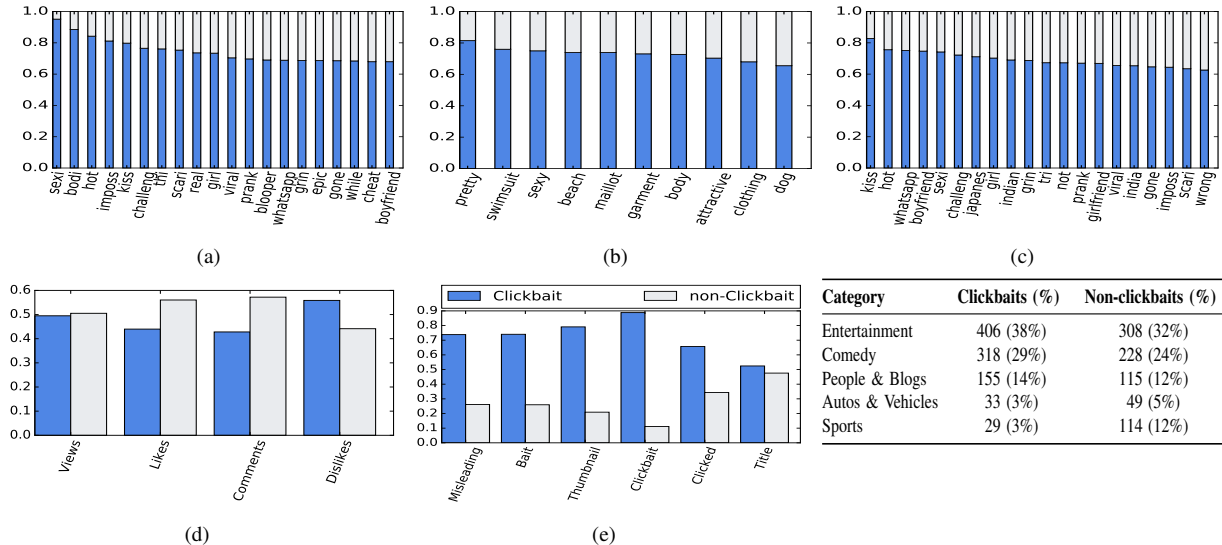 1.0
0.8
0.6
0.4
0.2
0.0
sexi bodi hot imposs kiss challeng tri scari real girl viral prank blooper whatsapp grin epic gone while cheat boyfriend
(a)
1.0
0.8
0.6
0.4
0.2
0.0
pretty swimsuit sexy beach maillot garment body attractive clothing dog
(b)
1.0
0.8
0.6
0.4
0.2
0.0
kiss hot whatsapp boyfriend sexi challeng japanes girl indian grin tri not prank girlfriend viral india gone imposs scari wrong
(c)
0.6
0.5
0.4
0.3
0.2
0.1
0.0
Views Likes Comments Dislikes
(d)
Clickbait non-Clickbait
0.9
0.8
0.7
0.6
0.5
0.4
0.3
0.2
0.1
0.0
Misleading Bait Thumbnail Clickbait Clicked Title
(e)
Category Clickbaits (%) Non-clickbaits (%)
Entertainment 406 (38%) 308 (32%)
Comedy 318 (29%) 228 (24%)
People & Blogs 155 (14%) 115 (12%)
Autos & Vehicles 33 (3%) 49 (5%)
Sports 29 (3%) 114 (12%)